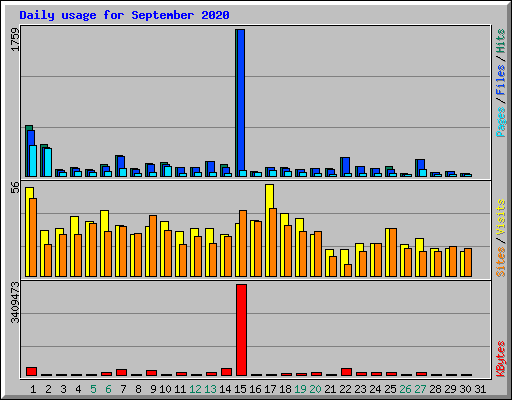 Daily usage for September 2020
1759
Pages / Files / Hits
56
Sites / Visits
3409473
KBytes
1 2 3 4 5 6 7 8 9 10 11 12 13 14 15 16 17 18 19 20 21 22 23 24 25 26 27 28 29 30 31